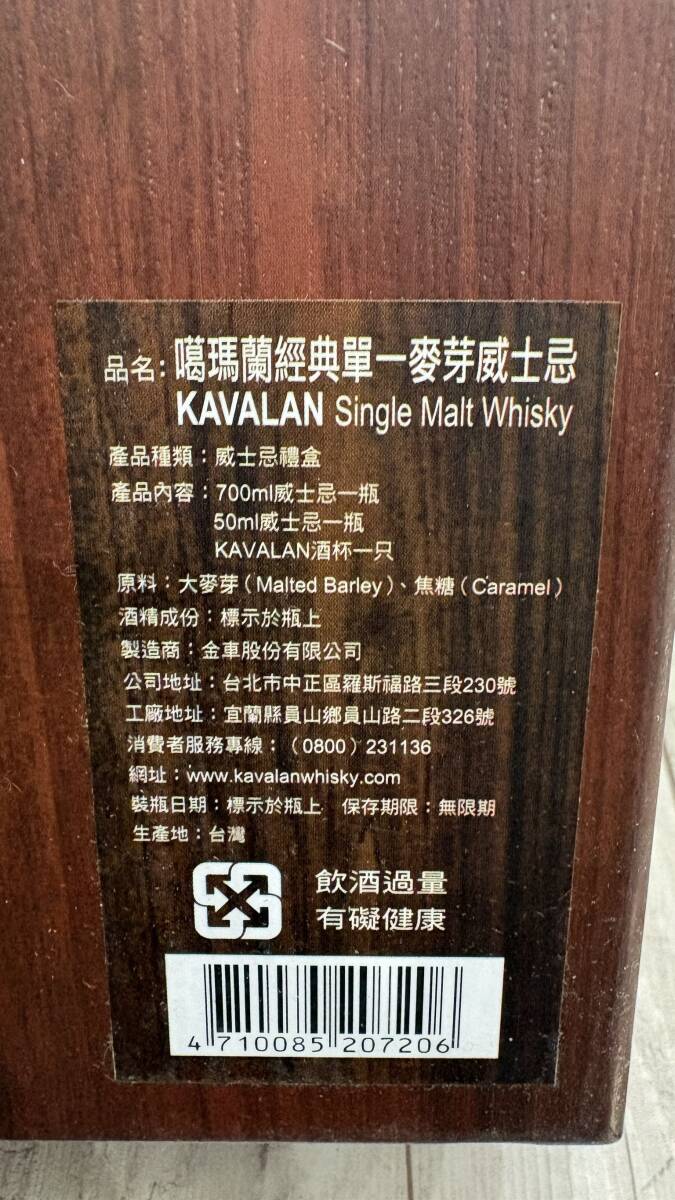 品名: 噶瑪蘭經典單一麥芽威士忌
KAVALAN Single Malt Whisky
產品種類：威士忌禮盒
產品內容：700ml威士忌一瓶
50ml威士忌一瓶
KAVALAN酒杯一只
原料：大麥芽（Malted Barley）、焦糖（Caramel）
酒精成份：標示於瓶上
製造商：金車股份有限公司
公司地址：台北市中正區羅斯福路三段230號
工廠地址：宜蘭縣員山鄉員山路二段326號
消費者服務專線：（0800）231136
網址：www.kavalanwhisky.com
裝瓶日期：標示於瓶上 保存期限：無限期
生產地：台灣
飲酒過量
有礙健康
4 710085 207206